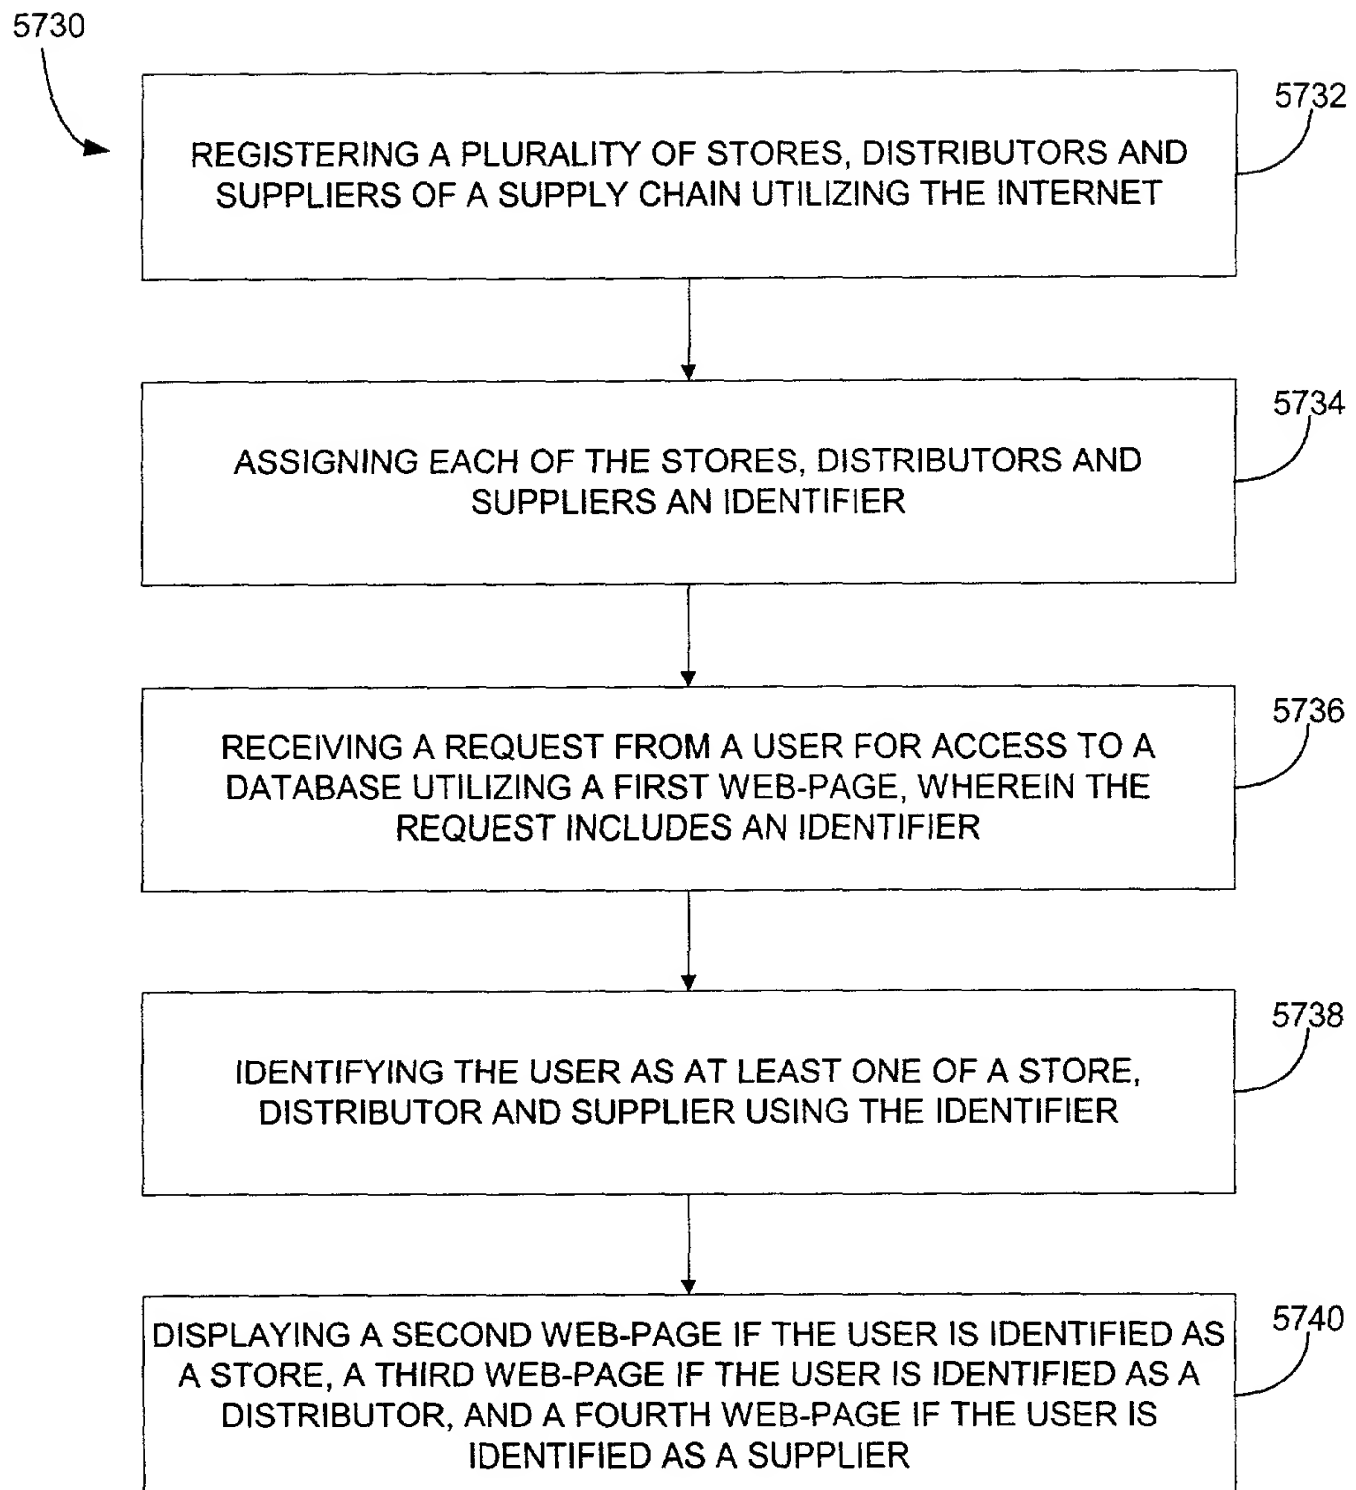 5730
5732
REGISTERING A PLURALITY OF STORES, DISTRIBUTORS AND
SUPPLIERS OF A SUPPLY CHAIN UTILIZING THE INTERNET
5734
ASSIGNING EACH OF THE STORES, DISTRIBUTORS AND
SUPPLIERS AN IDENTIFIER
5736
RECEIVING A REQUEST FROM A USER FOR ACCESS TO A
DATABASE UTILIZING A FIRST WEB-PAGE, WHEREIN THE
REQUEST INCLUDES AN IDENTIFIER
5738
IDENTIFYING THE USER AS AT LEAST ONE OF A STORE,
DISTRIBUTOR AND SUPPLIER USING THE IDENTIFIER
5740
DISPLAYING A SECOND WEB-PAGE IF THE USER IS IDENTIFIED AS
A STORE, A THIRD WEB-PAGE IF THE USER IS IDENTIFIED AS A
DISTRIBUTOR, AND A FOURTH WEB-PAGE IF THE USER IS
IDENTIFIED AS A SUPPLIER